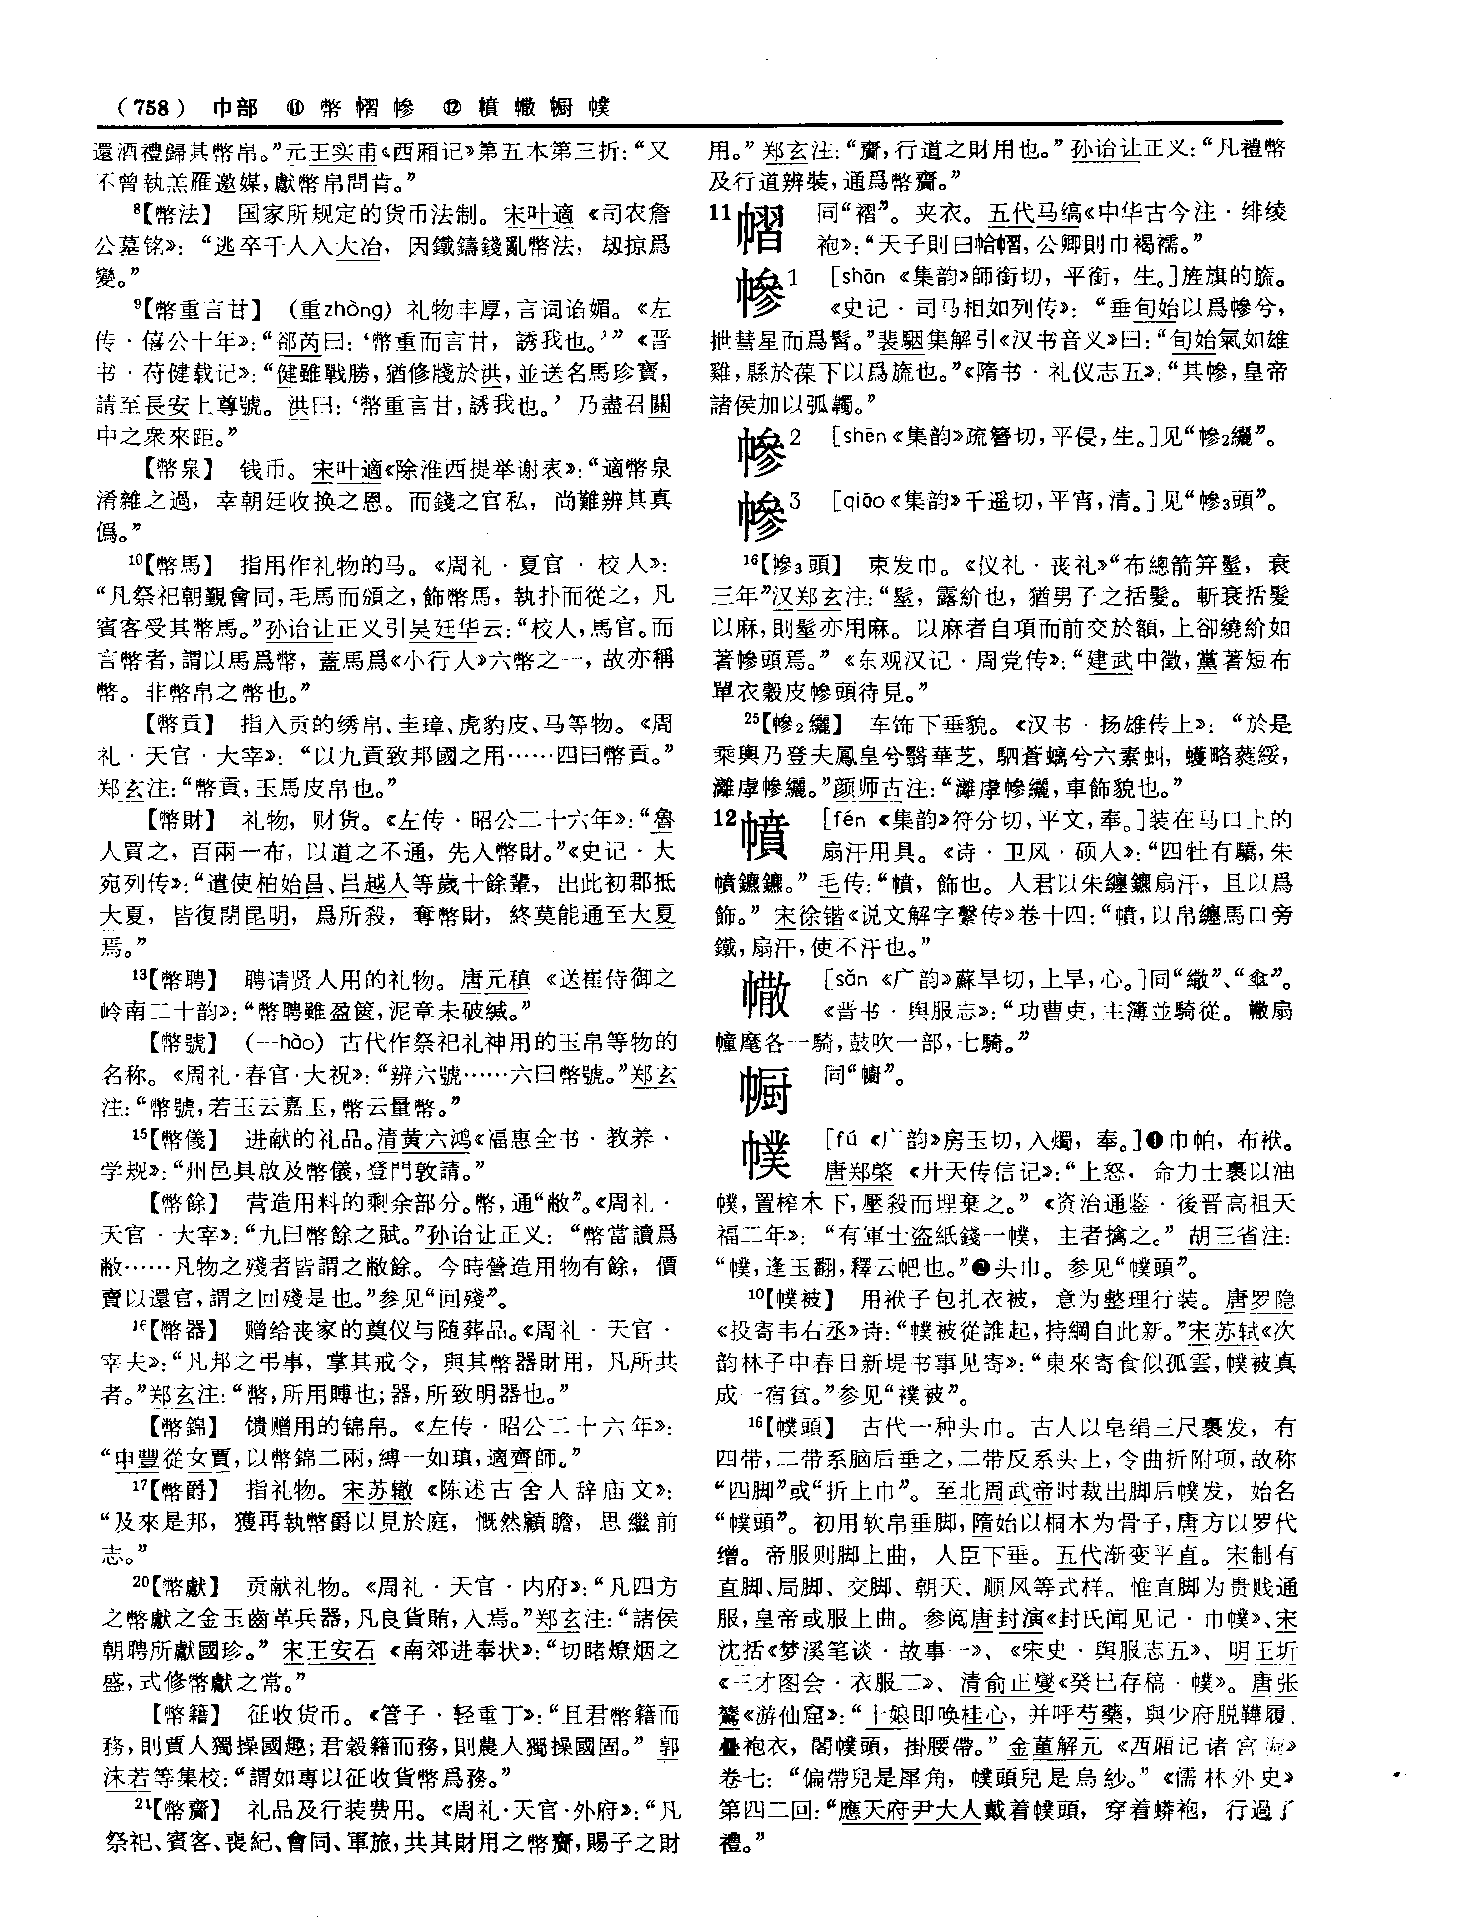 （758） 巾部 ⑪ 幣 慴 幓 ⑫ 幩 幟 幮 幞
還酒禮歸其幣帛。”元王实甫《西厢记》第五本第三折：“又
不曾執羔雁邀媒，獻幣帛問肯。”
⁸【幣法】 国家所规定的货币法制。宋叶適《司农詹
公墓铭》：“逃卒千人入大冶，因鐵鑄錢亂幣法，刼掠爲
變。”
⁹【幣重言甘】（重zhòng）礼物丰厚，言词谄媚。《左
传·僖公十年》：“郤芮曰：‘幣重而言甘，誘我也。’”《晋
书·苻健载记》：“健雖戰勝，猶修牋於洪，並送名馬珍寶，
請至長安上尊號。洪曰：‘幣重言甘，誘我也。’乃盡召關
中之衆來距。”
【幣泉】 钱币。宋叶適《除淮西提举谢表》：“適幣泉
淆雜之過，幸朝廷收换之恩。而錢之官私，尚難辨其真
僞。”
¹⁰【幣馬】 指用作礼物的马。《周礼·夏官·校人》：
“凡祭祀朝覲會同，毛馬而頒之，飾幣馬，執扑而從之，凡
賓客受其幣馬。”孙诒让正义引吴廷华云：“校人，馬官。而
言幣者，謂以馬爲幣，蓋馬爲《小行人》六幣之一，故亦稱
幣。非幣帛之幣也。”
【幣貢】 指入贡的绣帛、圭璋、虎豹皮、马等物。《周
礼·天官·大宰》：“以九貢致邦國之用……四曰幣貢。”
郑玄注：“幣貢，玉馬皮帛也。”
【幣財】 礼物，财货。《左传·昭公二十六年》：“魯
人買之，百兩一布，以道之不通，先入幣財。”《史记·大
宛列传》：“遣使柏始昌、吕越人等歲十餘輩，出此初郡抵
大夏，皆復閉昆明，爲所殺，奪幣財，終莫能通至大夏
焉。”
¹³【幣聘】 聘请贤人用的礼物。唐元稹《送崔侍御之
岭南二十韵》：“幣聘雖盈篋，泥章未破緘。”
【幣號】（—hào）古代作祭祀礼神用的玉帛等物的
名称。《周礼·春官·大祝》：“辨六號……六曰幣號。”郑玄
注：“幣號，若玉云嘉玉，幣云量幣。”
¹⁵【幣儀】 进献的礼品。清黄六鸿《福惠全书·教养·
学规》：“州邑具啟及幣儀，登門敦請。”
【幣餘】 营造用料的剩余部分。幣，通“敝”。《周礼·
天官·大宰》：“九曰幣餘之賦。”孙诒让正义：“幣當讀爲
敝……凡物之殘者皆謂之敝餘。今時營造用物有餘，價
賣以還官，謂之回殘是也。”参见“回殘”。
¹⁶【幣器】 赠给丧家的奠仪与随葬品。《周礼·天官·
宰夫》：“凡邦之弔事，掌其戒令，與其幣器財用，凡所共
者。”郑玄注：“幣，所用賻也；器，所致明器也。”
【幣錦】 馈赠用的锦帛。《左传·昭公二十六年》：
“申豐從女賈，以幣錦二兩，縛一如瑱，適齊師。”
¹⁷【幣爵】 指礼物。宋苏辙《陈述古舍人辞庙文》：
“及來是邦，獲再執幣爵以見於庭，慨然顧瞻，思繼前
志。”
²⁰【幣獻】 贡献礼物。《周礼·天官·内府》：“凡四方
之幣獻之金玉齒革兵器，凡良貨賄，入焉。”郑玄注：“諸侯
朝聘所獻國珍。”宋王安石《南郊进奉状》：“切睹燎烟之
盛，式修幣獻之常。”
【幣籍】 征收货币。《管子·轻重丁》：“且君幣籍而
務，則賈人獨操國趣；君穀籍而務，則農人獨操國固。”郭
沫若等集校：“謂如専以征收貨幣爲務。”
²¹【幣齎】 礼品及行装费用。《周礼·天官·外府》：“凡
祭祀、賓客、喪紀、會同、軍旅，共其財用之幣齎，賜予之財
用。”郑玄注：“齎，行道之財用也。”孙诒让正义：“凡禮幣
及行道辨裝，通爲幣齎。”
11 慴 同“褶”。夹衣。五代马缟《中华古今注·绯绫
袍》：“天子則曰帢慴，公卿則巾褐襦。”
幓1 ［shān《集韵》師銜切，平銜，生。］旌旗的旒。
《史记·司马相如列传》：“垂旬始以爲幓兮，
抴彗星而爲髾。”裴駰集解引《汉书音义》曰：“旬始氣如雄
雞，縣於葆下以爲旒也。”《隋书·礼仪志五》：“其幓，皇帝
諸侯加以弧韣。”
幓2 ［shēn《集韵》疏簪切，平侵，生。］见“幓₂纚”。
幓3 ［qiāo《集韵》千遥切，平宵，清。］见“幓₃頭”。
¹⁶【幓₃頭】 束发巾。《仪礼·丧礼》“布總箭笄髽，衰
三年”汉郑玄注：“髽，露紒也，猶男子之括髮。斬衰括髮
以麻，則髽亦用麻。以麻者自項而前交於額，上卻繞紒如
著幓頭焉。”《东观汉记·周党传》：“建武中徵，黨著短布
單衣穀皮幓頭待見。”
²⁵【幓₂纚】 车饰下垂貌。《汉书·扬雄传上》：“於是
乘輿乃登夫鳳皇兮翳華芝，駟蒼螭兮六素虯，蠖略蕤綏，
灕虖幓纚。”颜师古注：“灕虖幓纚，車飾貌也。”
12 幩 ［fén《集韵》符分切，平文，奉。］装在马口上的
扇汗用具。《诗·卫风·硕人》：“四牡有驕，朱
幩鑣鑣。”毛传：“幩，飾也。人君以朱纏鑣扇汗，且以爲
飾。”宋徐锴《说文解字繫传》卷十四：“幩，以帛纏馬口旁
鐵，扇汗，使不汗也。”
㡎 ［sǎn《广韵》蘇旱切，上旱，心。］同“繖”、“傘”。
《晋书·舆服志》：“功曹吏，主簿並騎從。㡎扇
幢麾各一騎，鼓吹一部，七騎。”
幮 同“幮”。
幞 ［fú《广韵》房玉切，入燭，奉。］❶巾帕，布袱。
唐郑棨《开天传信记》：“上怒，命力士裹以油
幞，置榨木下，壓殺而埋棄之。”《资治通鉴·後晋高祖天
福二年》：“有軍士盗紙錢一幞，主者擒之。”胡三省注：
“幞，逢玉翻，釋云帊也。”❷头巾。参见“幞頭”。
¹⁰【幞被】 用袱子包扎衣被，意为整理行装。唐罗隐
《投寄韦右丞》诗：“幞被從誰起，持綱自此新。”宋苏轼《次
韵林子中春日新堤书事见寄》：“東來寄食似孤雲，幞被真
成一宿貧。”参见“襆被”。
¹⁶【幞頭】 古代一种头巾。古人以皂绢三尺裹发，有
四带，二带系脑后垂之，二带反系头上，令曲折附项，故称
“四脚”或“折上巾”。至北周武帝时裁出脚后幞发，始名
“幞頭”。初用软帛垂脚，隋始以桐木为骨子，唐方以罗代
缯。帝服则脚上曲，人臣下垂。五代渐变平直。宋制有
直脚、局脚、交脚、朝天、顺风等式样。惟直脚为贵贱通
服，皇帝或服上曲。参阅唐封演《封氏闻见记·巾幞》、宋
沈括《梦溪笔谈·故事一》、《宋史·舆服志五》、明王圻
《三才图会·衣服二》、清俞正燮《癸巳存稿·幞》。唐张
鷟《游仙窟》：“十娘即唤桂心，并呼芍藥，與少府脱鞾履，
疊袍衣，閣幞頭，掛腰帶。”金董解元《西厢记诸宫调》
卷七：“偏帶兒是犀角，幞頭兒是烏紗。”《儒林外史》
第四二回：“應天府尹大人戴着幞頭，穿着蟒袍，行過了
禮。”